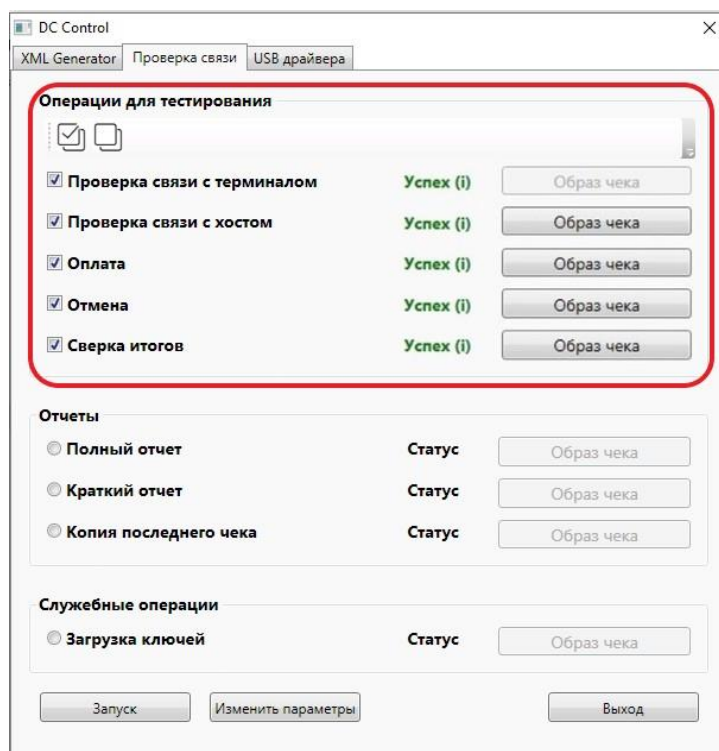 DC Control
XML Generator Проверка связи USB драйвера
Операции для тестирования
Проверка связи с терминалом Успех (i) Образ чека
Проверка связи с хостом Успех (i) Образ чека
Оплата Успех (i) Образ чека
Отмена Успех (i) Образ чека
Сверка итогов Успех (i) Образ чека
Отчеты
Полный отчет Статус Образ чека
Краткий отчет Статус Образ чека
Копия последнего чека Статус Образ чека
Служебные операции
Загрузка ключей Статус Образ чека
Запуск Изменить параметры Выход